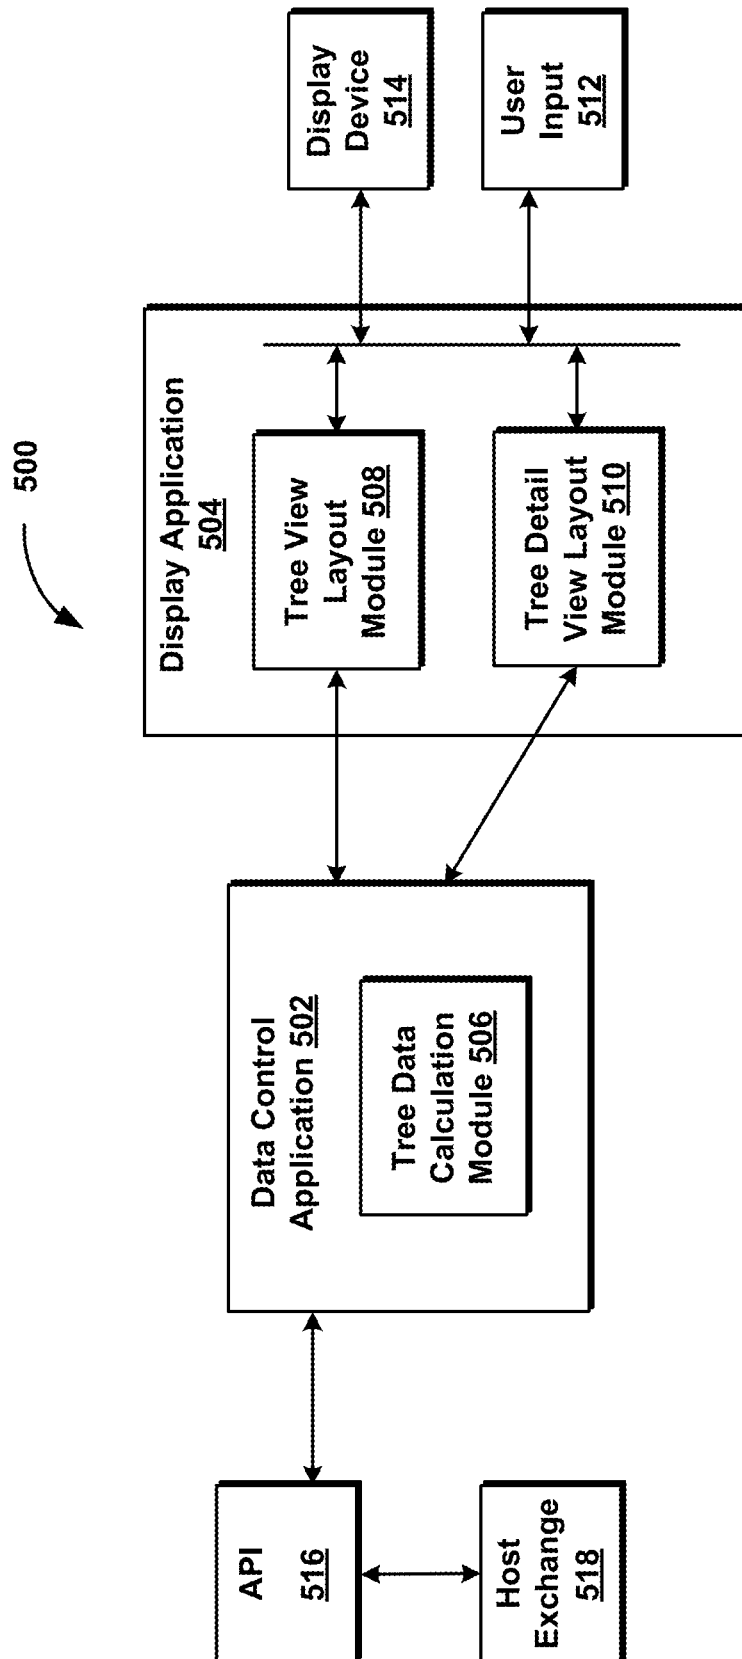 500
API
516
Host
Exchange
518
Data Control
Application 502
Tree Data
Calculation
Module 506
Display Application
504
Tree View
Layout
Module 508
Tree Detail
View Layout
Module 510
Display
Device
514
User
Input
512